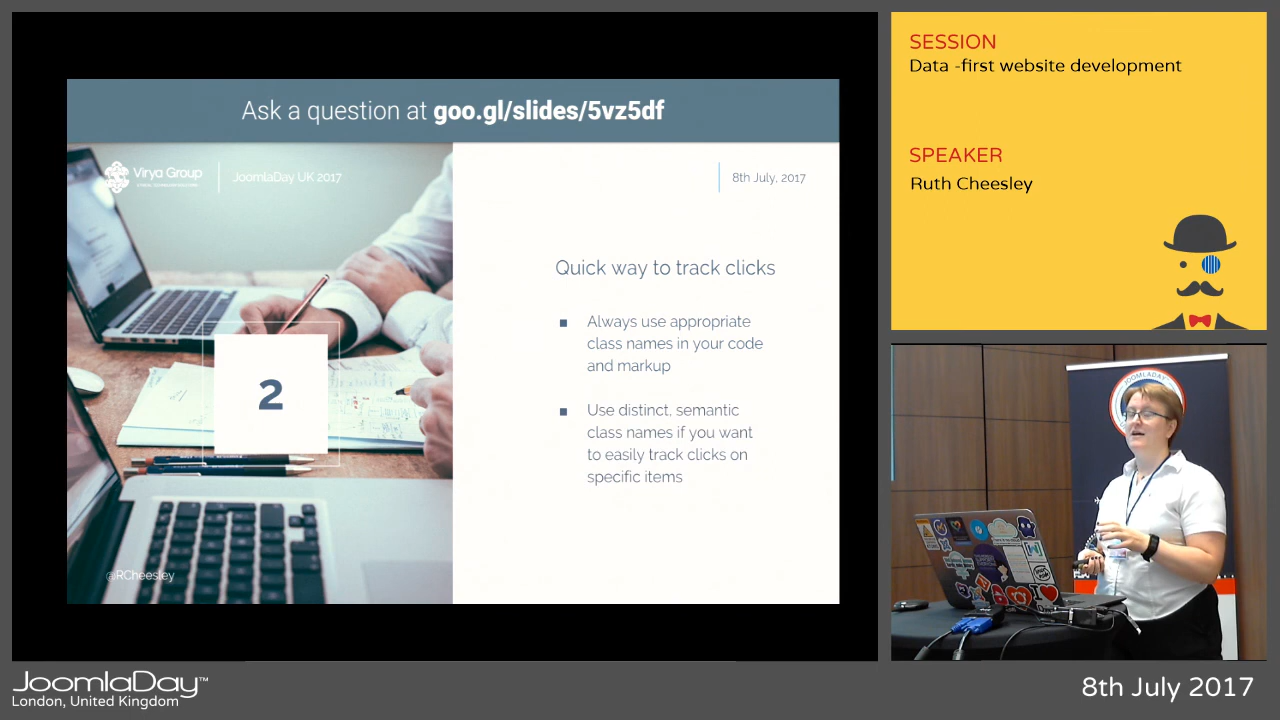 Ask a question at goo.gl/slides/5vz5df
Virya Group
JoomlaDay UK 2017
8th July, 2017
Quick way to track clicks
Always use appropriate
class names in your code
and markup
Use distinct, semantic
class names if you want
to easily track clicks on
specific items
2
@RCheesley
SESSION
Data -first website development
SPEAKER
Ruth Cheesley
JOOMLADAY
JoomlaDay™
London, United Kingdom
8th July 2017